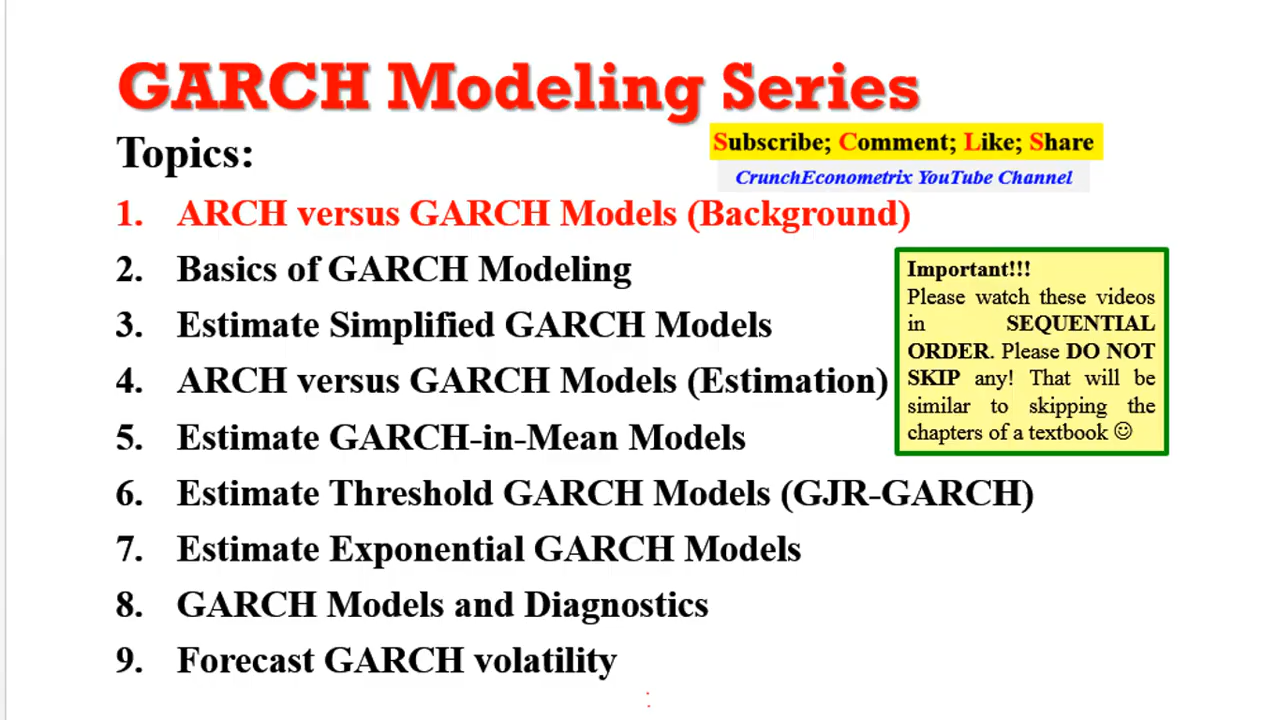 GARCH Modeling Series
Topics:
Subscribe; Comment; Like; Share
CrunchEconometrix YouTube Channel
1. ARCH versus GARCH Models (Background)
2. Basics of GARCH Modeling
3. Estimate Simplified GARCH Models
4. ARCH versus GARCH Models (Estimation)
5. Estimate GARCH-in-Mean Models
6. Estimate Threshold GARCH Models (GJR-GARCH)
7. Estimate Exponential GARCH Models
8. GARCH Models and Diagnostics
9. Forecast GARCH volatility
Important!!!
Please watch these videos
in SEQUENTIAL
ORDER. Please DO NOT
SKIP any! That will be
similar to skipping the
chapters of a textbook ☺